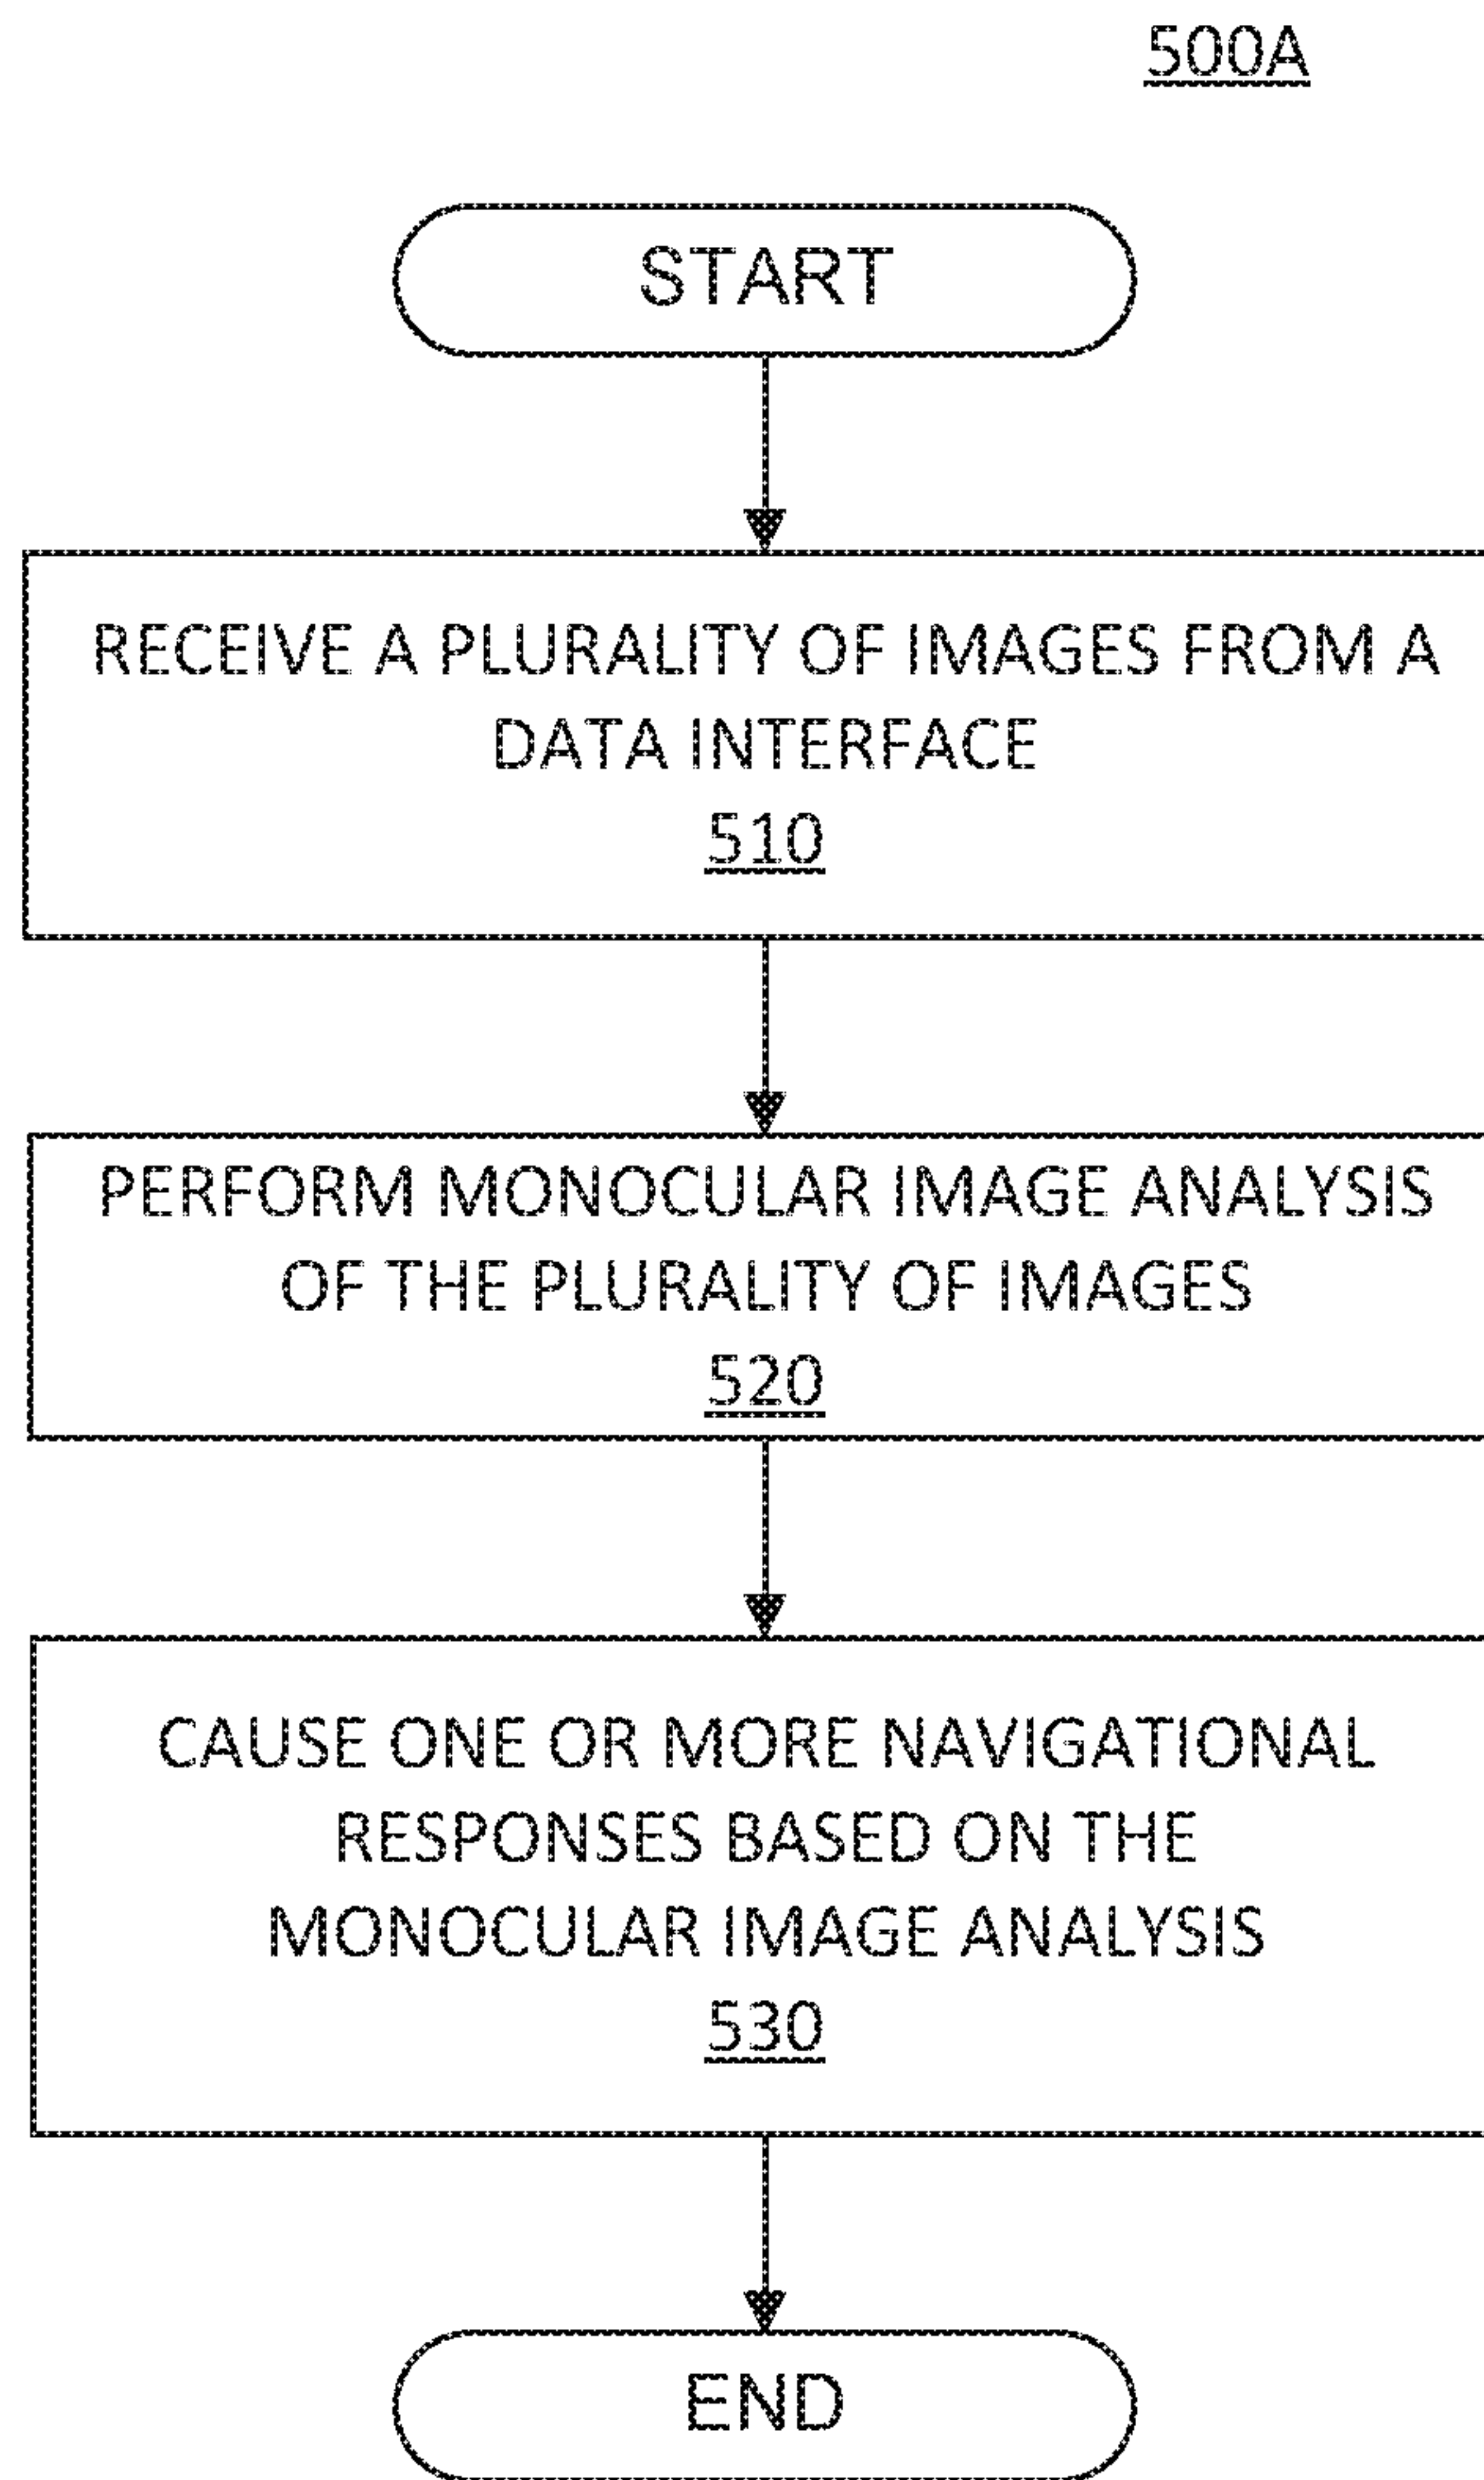 500A
START
RECEIVE A PLURALITY OF IMAGES FROM A
DATA INTERFACE
510
PERFORM MONOCULAR IMAGE ANALYSIS
OF THE PLURALITY OF IMAGES
520
CAUSE ONE OR MORE NAVIGATIONAL
RESPONSES BASED ON THE
MONOCULAR IMAGE ANALYSIS
530
END